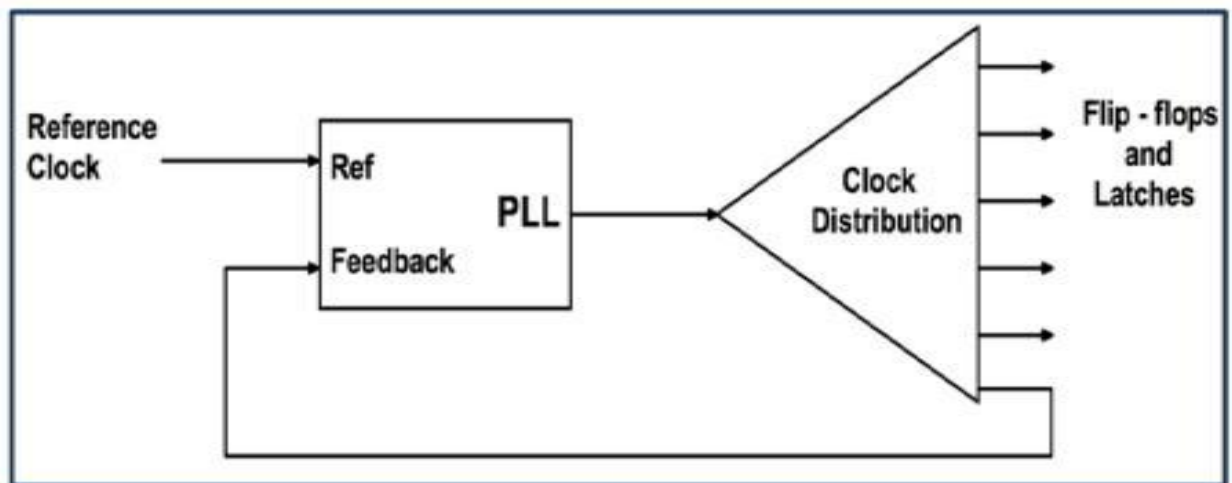 Reference
Clock
Ref
PLL
Feedback
Clock
Distribution
Flip - flops
and
Latches